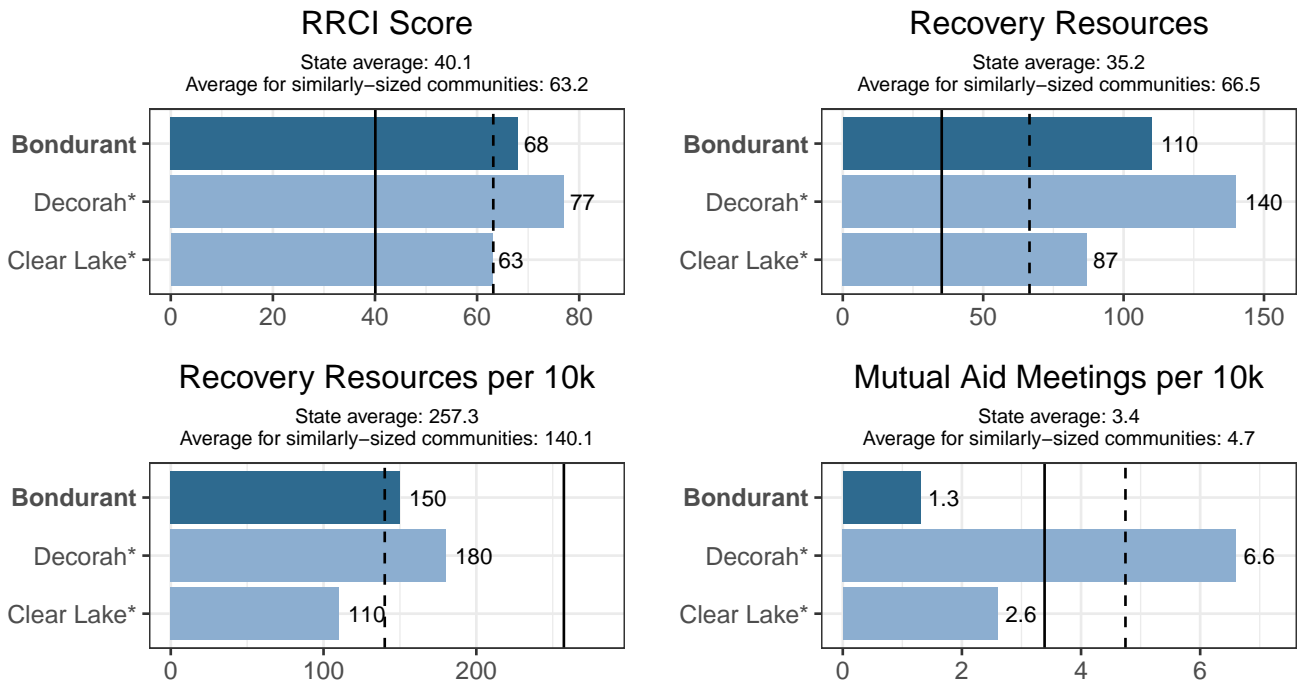 RRCI Score
State average: 40.1
Average for similarly−sized communities: 63.2
Bondurant
68
Decorah*
77
Clear Lake*
63
0 20 40 60 80
Recovery Resources
State average: 35.2
Average for similarly−sized communities: 66.5
Bondurant
110
Decorah*
140
Clear Lake*
87
0 50 100 150
Recovery Resources per 10k
State average: 257.3
Average for similarly−sized communities: 140.1
Bondurant
150
Decorah*
180
Clear Lake*
110
0 100 200
Mutual Aid Meetings per 10k
State average: 3.4
Average for similarly−sized communities: 4.7
Bondurant
1.3
Decorah*
6.6
Clear Lake*
2.6
0 2 4 6